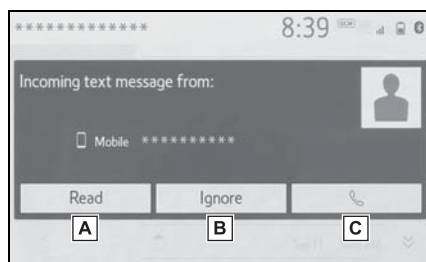 ************* 8:39
Incoming text message from:
Mobile **********
Read Ignore
A B C